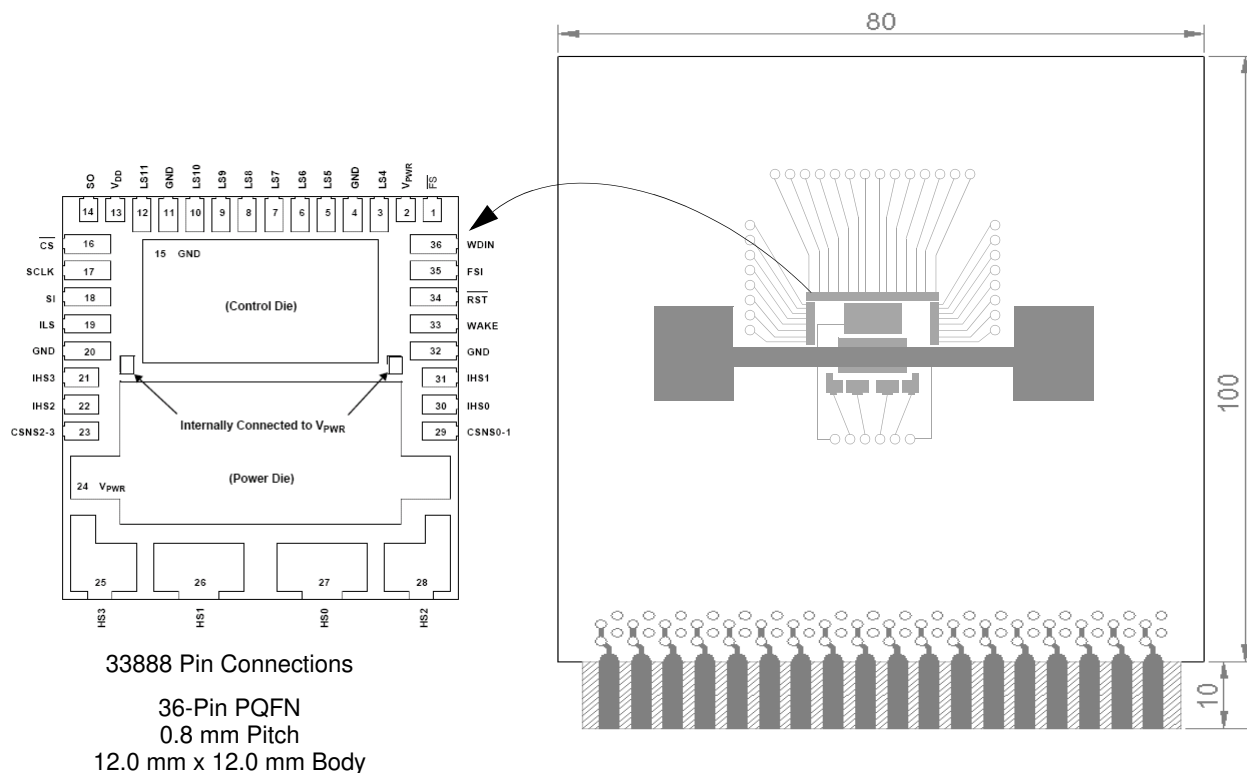 80
100
10
SO
VDD
LS11
GND
LS10
LS9
LS8
LS7
LS6
LS5
GND
LS4
VPWR
FS
14 13 12 11 10 9 8 7 6 5 4 3 2 1
CS 16
SCLK 17
SI 18
ILS 19
GND 20
IHS3 21
IHS2 22
CSNS2-3 23
15 GND
(Control Die)
36 WDIN
35 FSI
34 RST
33 WAKE
32 GND
31 IHS1
30 IHS0
29 CSNS0-1
Internally Connected to VPWR
(Power Die)
24 VPWR
25 26 27 28
HS3
HS1
HS0
HS2
33888 Pin Connections
36-Pin PQFN
0.8 mm Pitch
12.0 mm x 12.0 mm Body